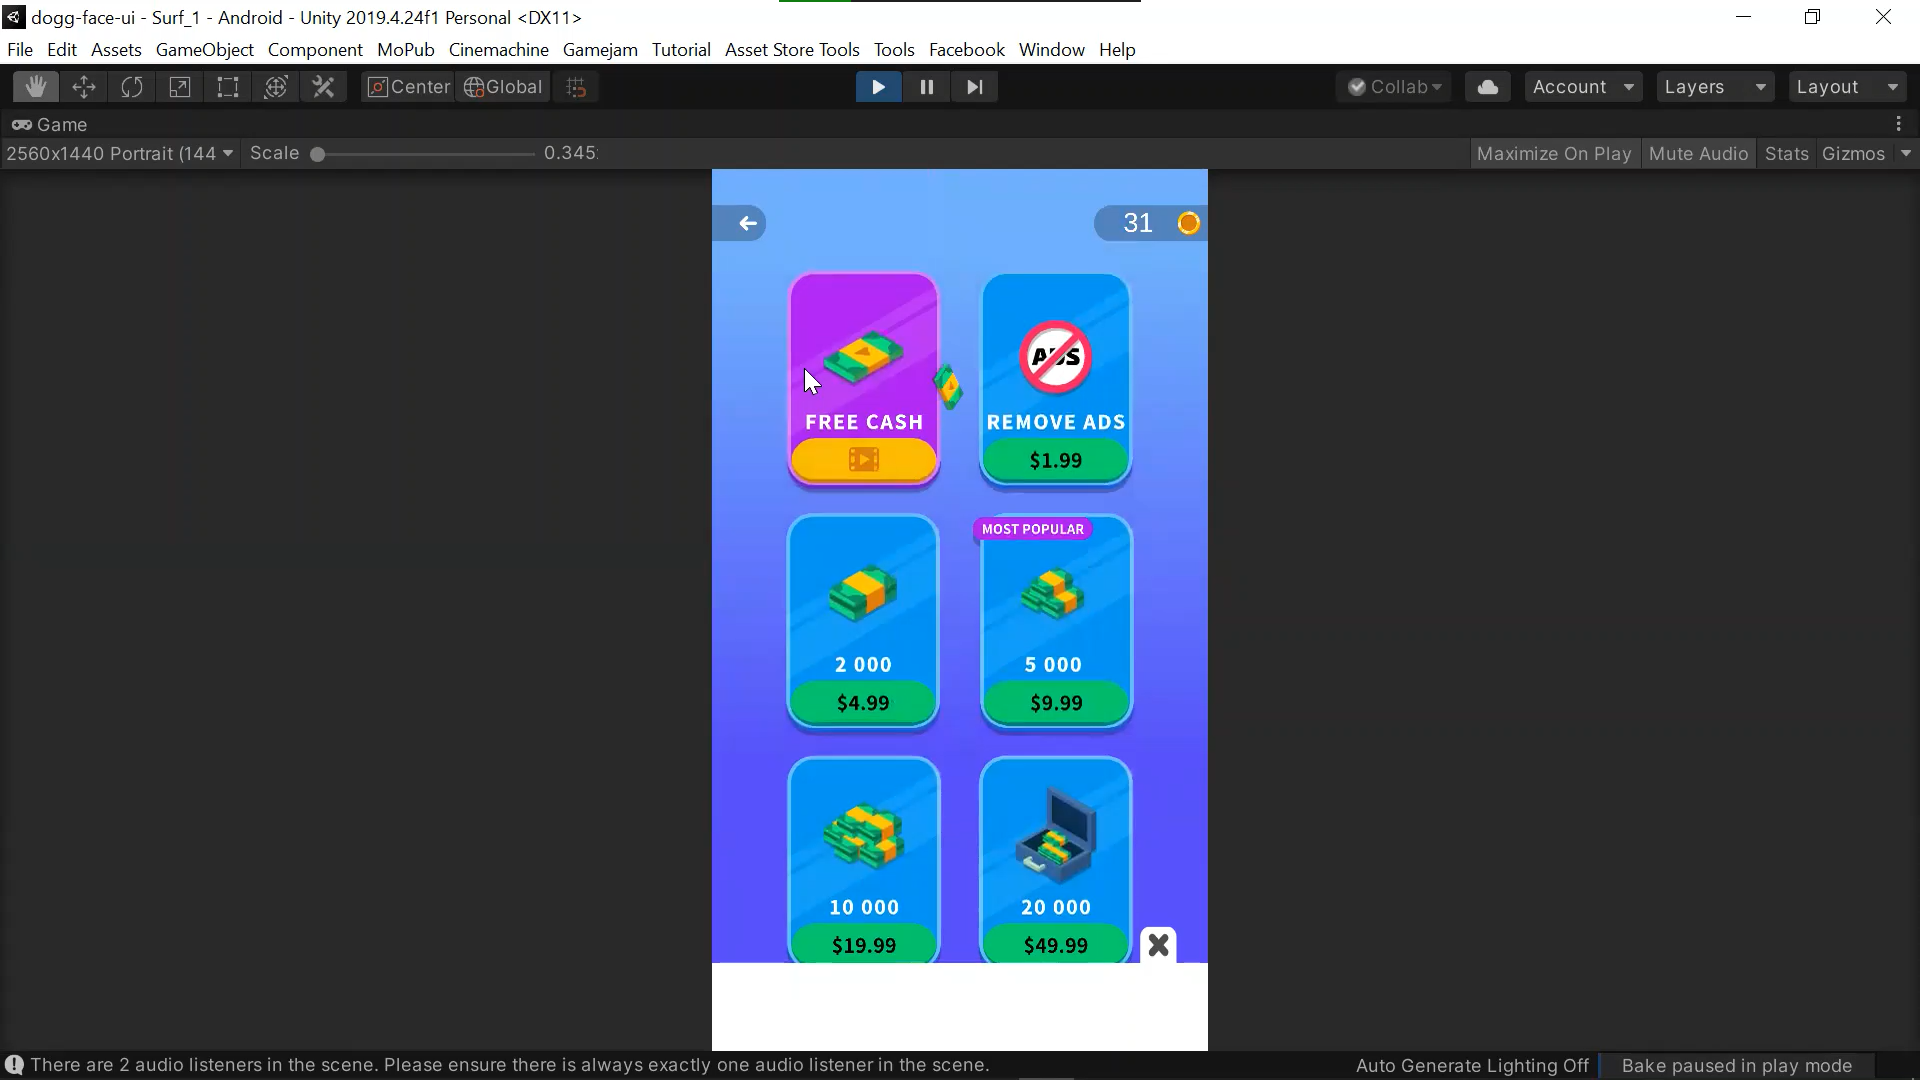 dogg-face-ui - Surf_1 - Android - Unity 2019.4.24f1 Personal <DX11>
File Edit Assets GameObject Component MoPub Cinemachine Gamejam Tutorial Asset Store Tools Tools Facebook Window Help
Center Global Collab Account Layers Layout
Game
2560x1440 Portrait (144 Scale 0.345 Maximize On Play Mute Audio Stats Gizmos
31
ADS
FREE CASH REMOVE ADS
$1.99
MOST POPULAR
2 000 5 000
$4.99 $9.99
10 000 20 000
$19.99 $49.99
There are 2 audio listeners in the scene. Please ensure there is always exactly one audio listener in the scene. Auto Generate Lighting Off Bake paused in play mode